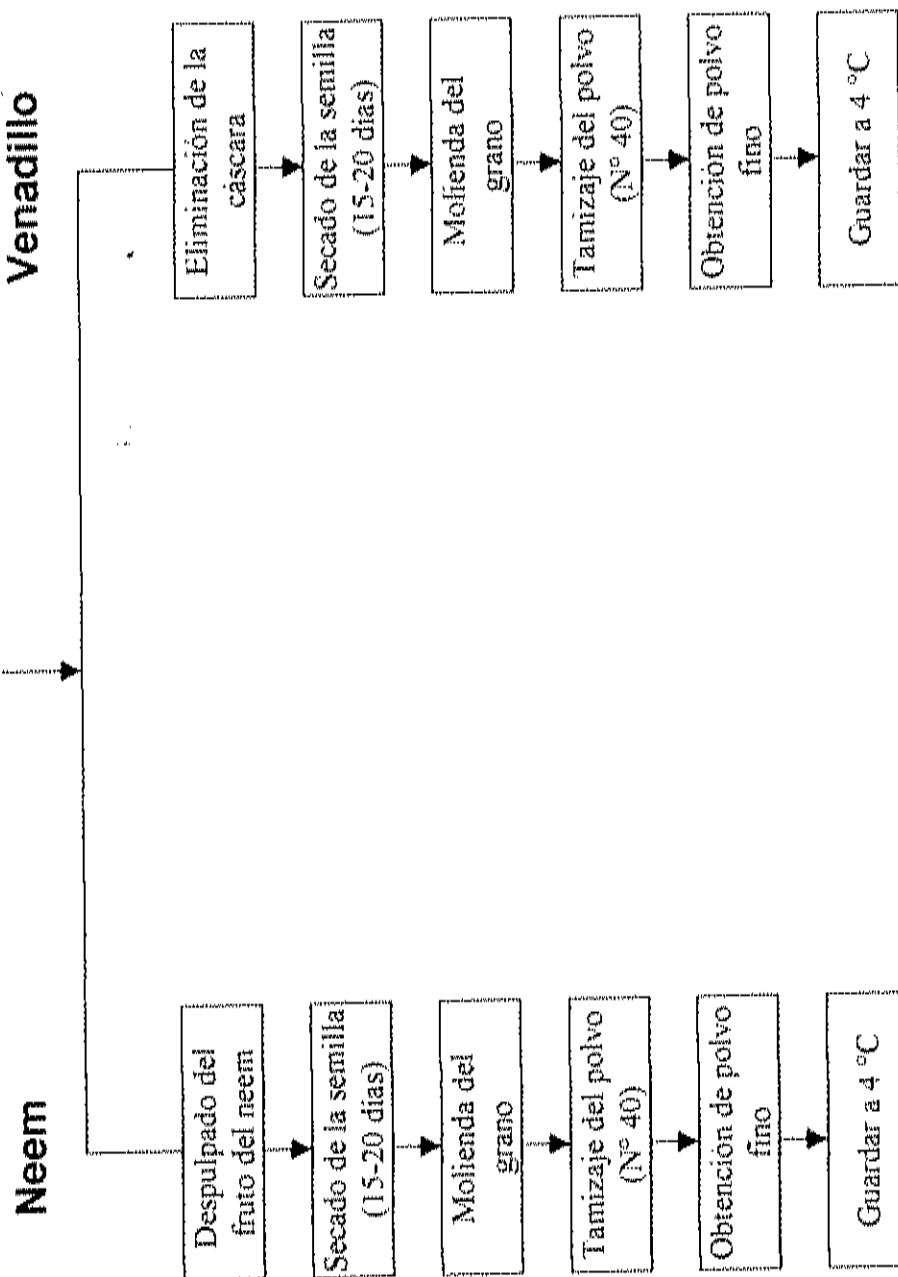 Neem
Despulpado del
fruto del neem
Secado de la semilla
(15-20 días)
Molienda del
grano
Tamizaje del polvo
(N° 40)
Obtención de polvo
fino
Guardar a 4 °C
Venadillo
Eliminación de la
cáscara
Secado de la semilla
(15-20 días)
Molienda del
grano
Tamizaje del polvo
(N° 40)
Obtención de polvo
fino
Guardar a 4 °C